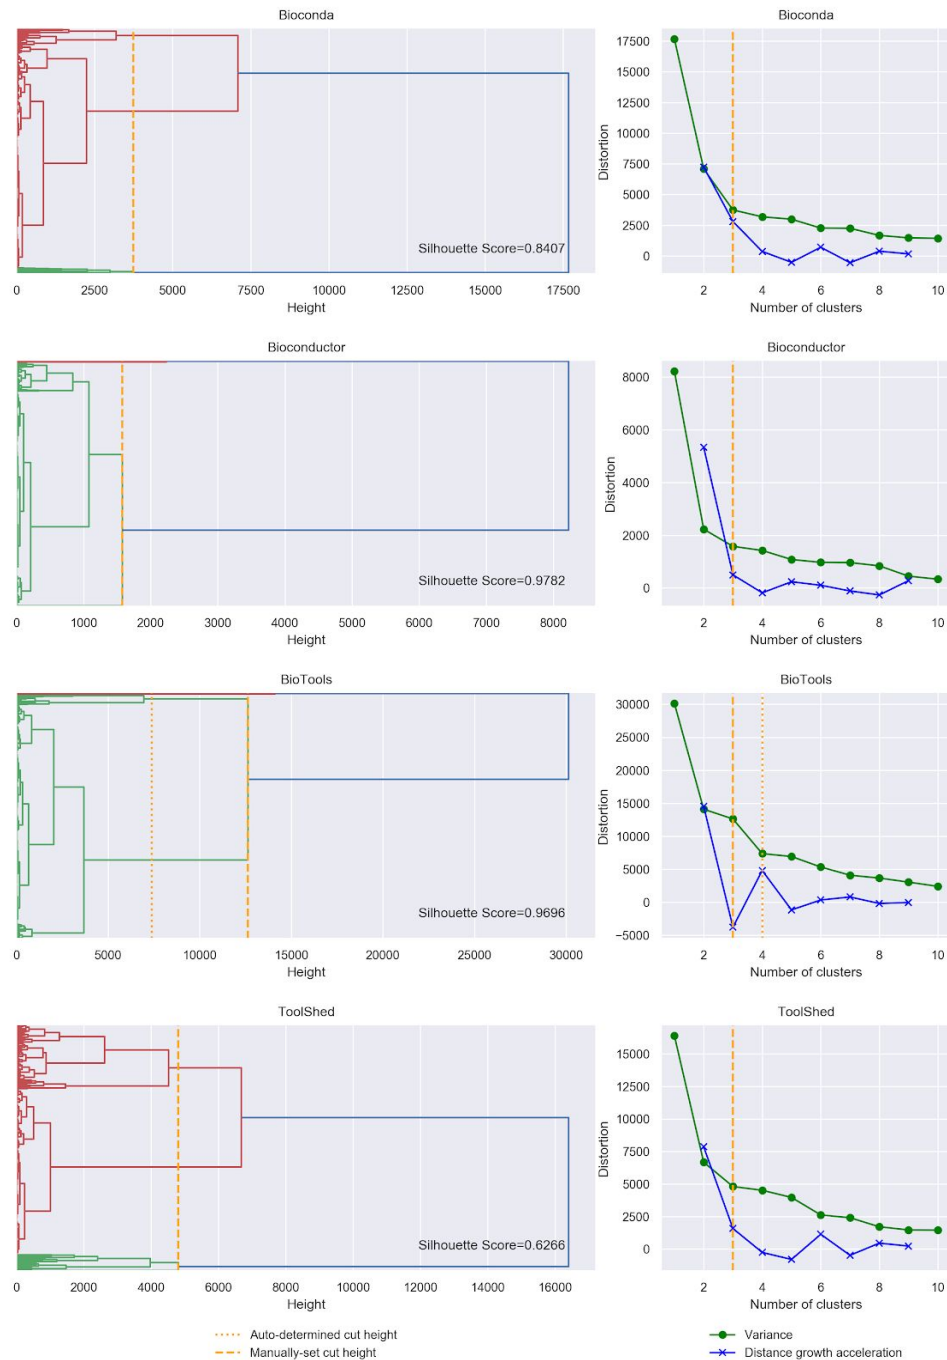 Bioconda
Silhouette Score=0.8407
0 2500 5000 7500 10000 12500 15000 17500
Height
Bioconda
Distortion
17500
15000
12500
10000
7500
5000
2500
0
2 4 6 8 10
Number of clusters
Bioconductor
Silhouette Score=0.9782
0 1000 2000 3000 4000 5000 6000 7000 8000
Height
Bioconductor
Distortion
8000
6000
4000
2000
0
2 4 6 8 10
Number of clusters
BioTools
Silhouette Score=0.9696
0 5000 10000 15000 20000 25000 30000
Height
BioTools
Distortion
30000
25000
20000
15000
10000
5000
0
−5000
2 4 6 8 10
Number of clusters
ToolShed
Silhouette Score=0.6266
0 2000 4000 6000 8000 10000 12000 14000 16000
Height
ToolShed
Distortion
15000
12500
10000
7500
5000
2500
0
2 4 6 8 10
Number of clusters
Auto-determined cut height
Manually-set cut height
Variance
Distance growth acceleration